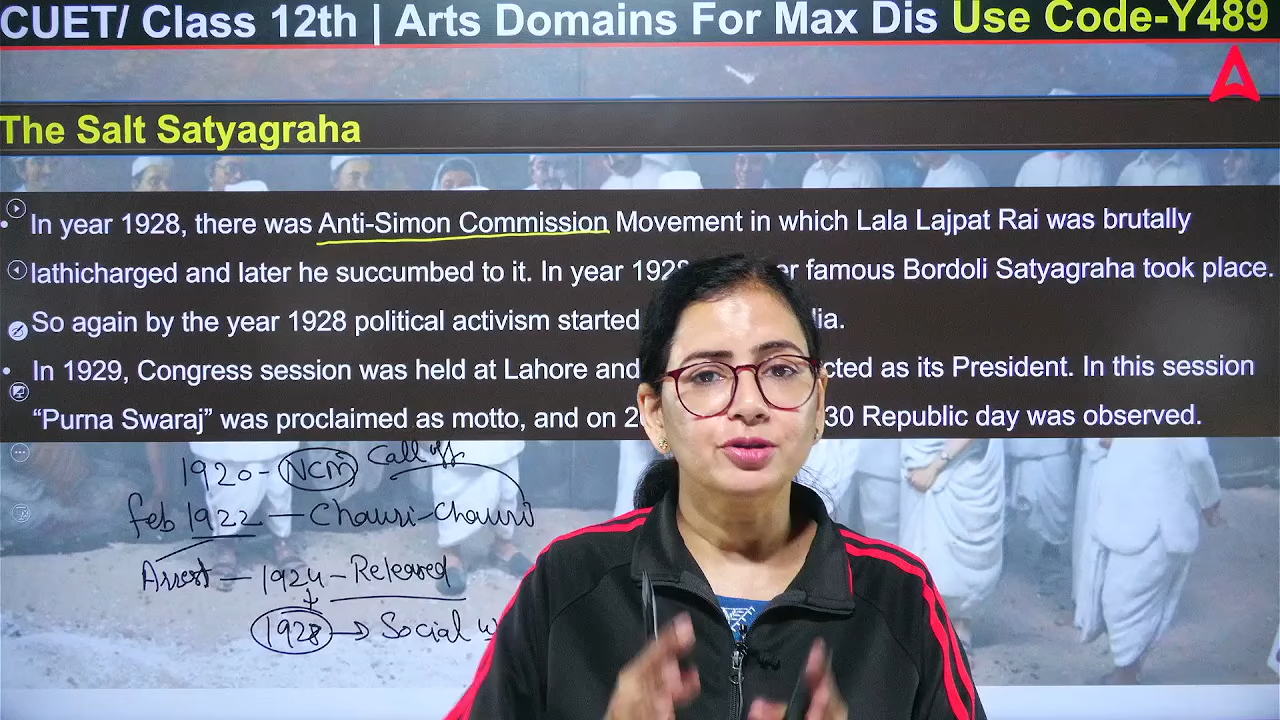 CUET/ Class 12th | Arts Domains For Max Dis Use Code-Y489
The Salt Satyagraha
• In year 1928, there was Anti-Simon Commission Movement in which Lala Lajpat Rai was brutally
lathicharged and later he succumbed to it. In year 1928 er famous Bordoli Satyagraha took place.
So again by the year 1928 political activism started dia.
• In 1929, Congress session was held at Lahore and cted as its President. In this session
“Purna Swaraj” was proclaimed as motto, and on 2 30 Republic day was observed.
1920 - NCM Call off
Feb 1922 — Chauri-Chaura
Arrest — 1924 - Released
1928 → Social w